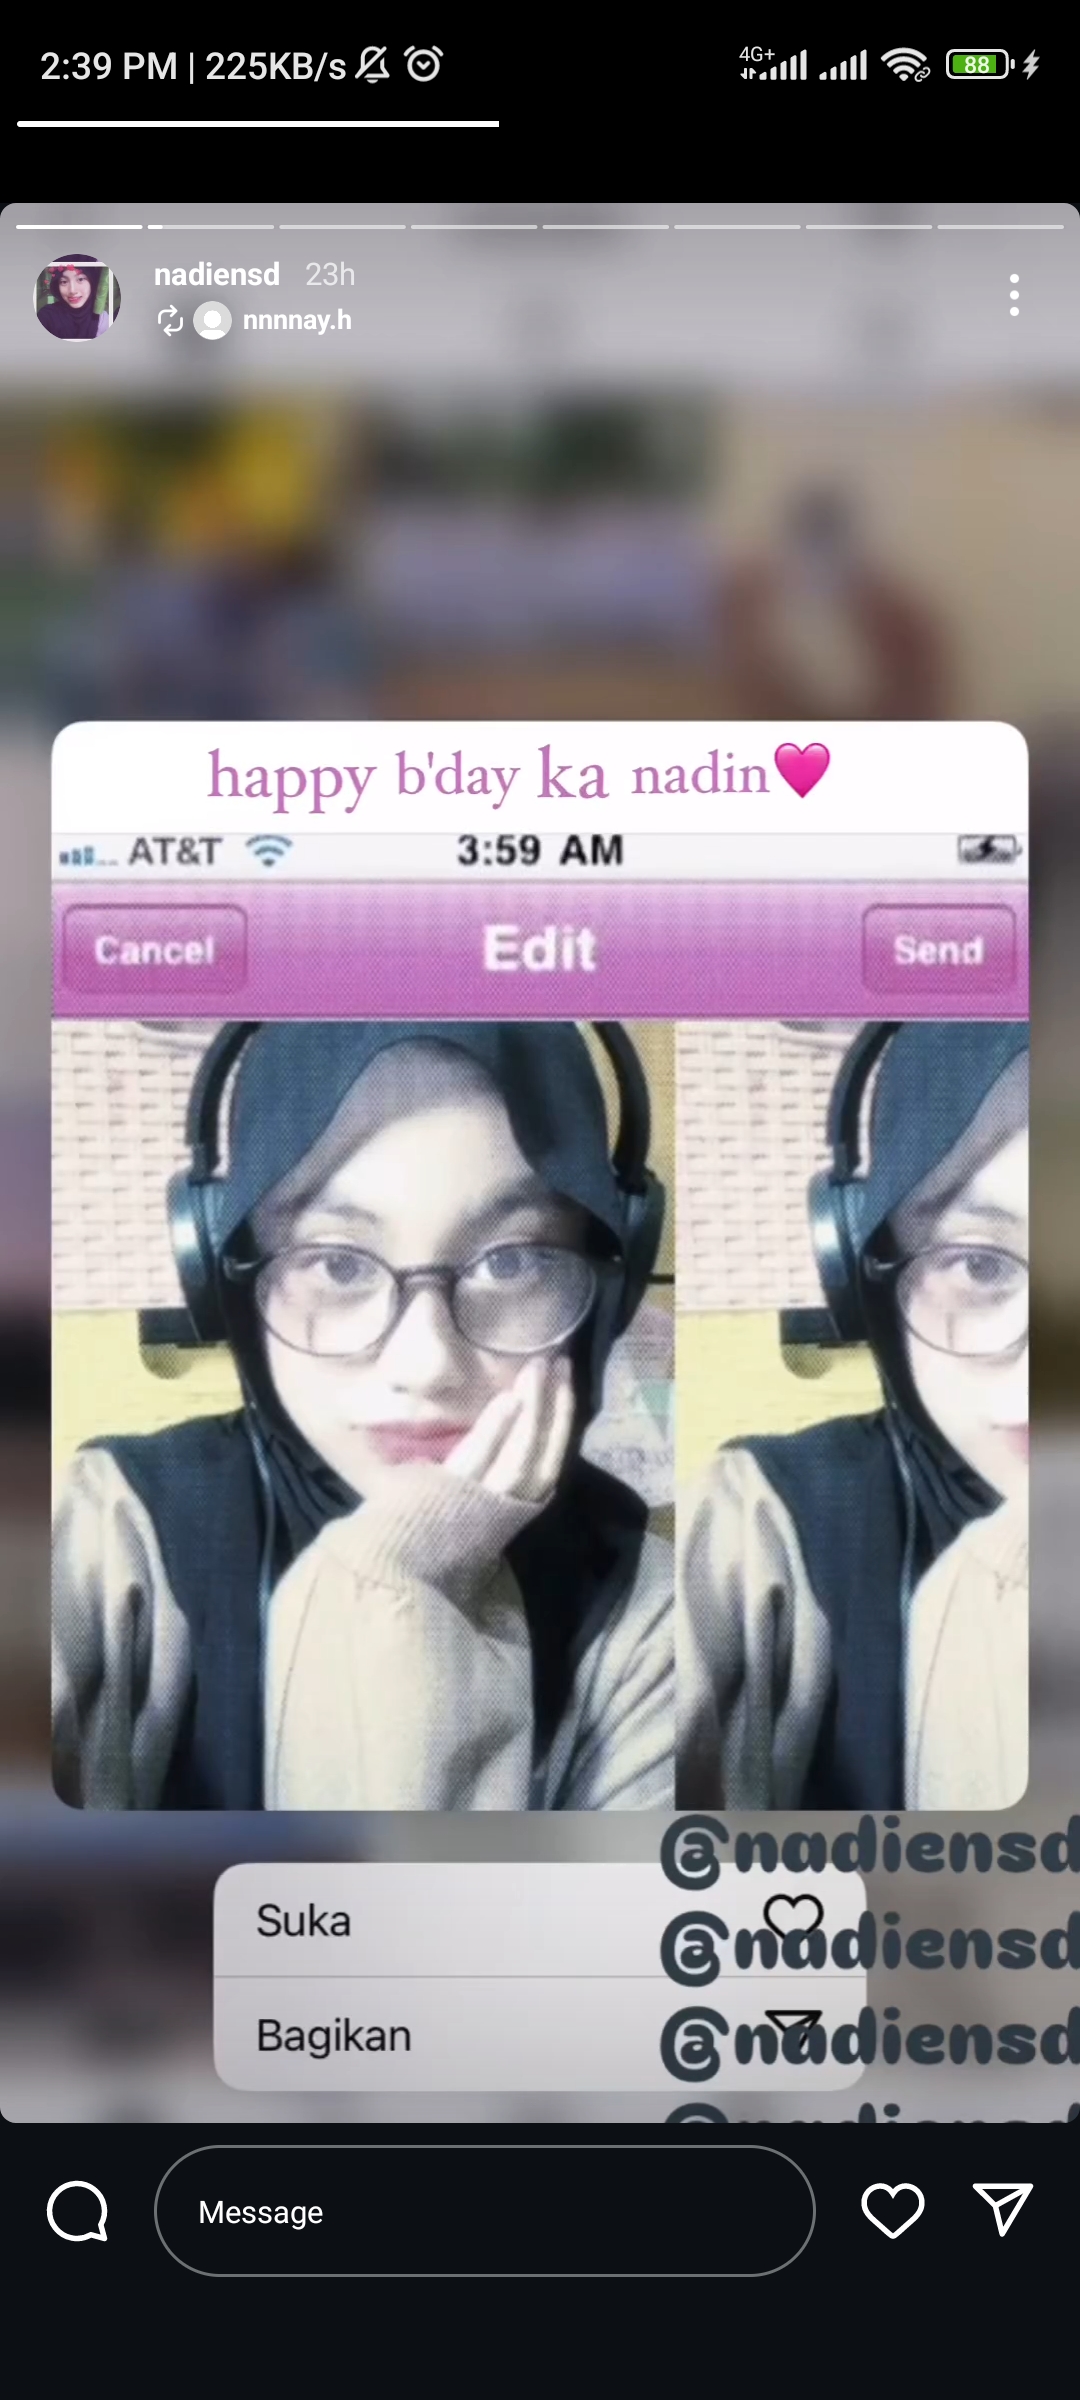 2:39 PM | 225KB/s
4G+
88
nadiensd 23h
nnnnay.h
happy b'day ka nadin
AT&T 3:59 AM
Cancel Edit Send
@nadiensd
Suka
@nadiensd
Bagikan
@nadiensd
@nadiensd
Message